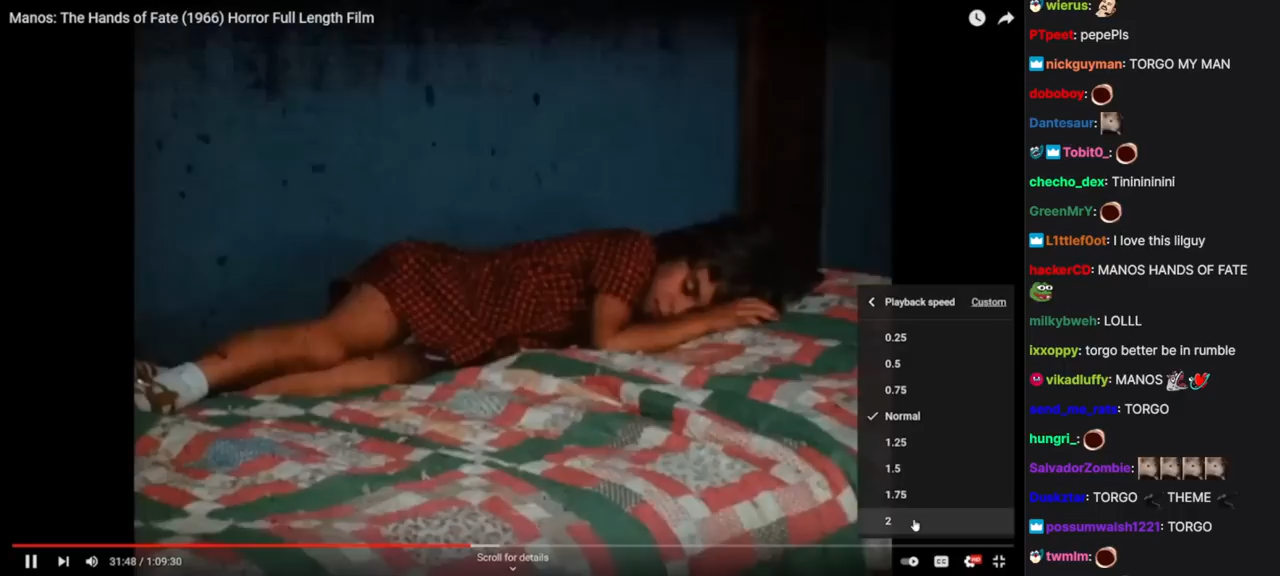 Manos: The Hands of Fate (1966) Horror Full Length Film
Playback speed Custom
0.25
0.5
0.75
Normal
1.25
1.5
1.75
2
31:48 / 1:09:30
Scroll for details
CC
HD
wierus:
PTpeet: pepePls
nickguyman: TORGO MY MAN
doboboy:
Dantesaur:
Tobit0_:
checho_dex: Tininininini
GreenMrY:
L1ttlef0ot: I love this lilguy
hackerCD: MANOS HANDS OF FATE
milkybweh: LOLLL
ixxoppy: torgo better be in rumble
vikadluffy: MANOS
send_me_rats: TORGO
hungri_:
SalvadorZombie:
TORGO THEME
possumwalsh1221: TORGO
twmlm: